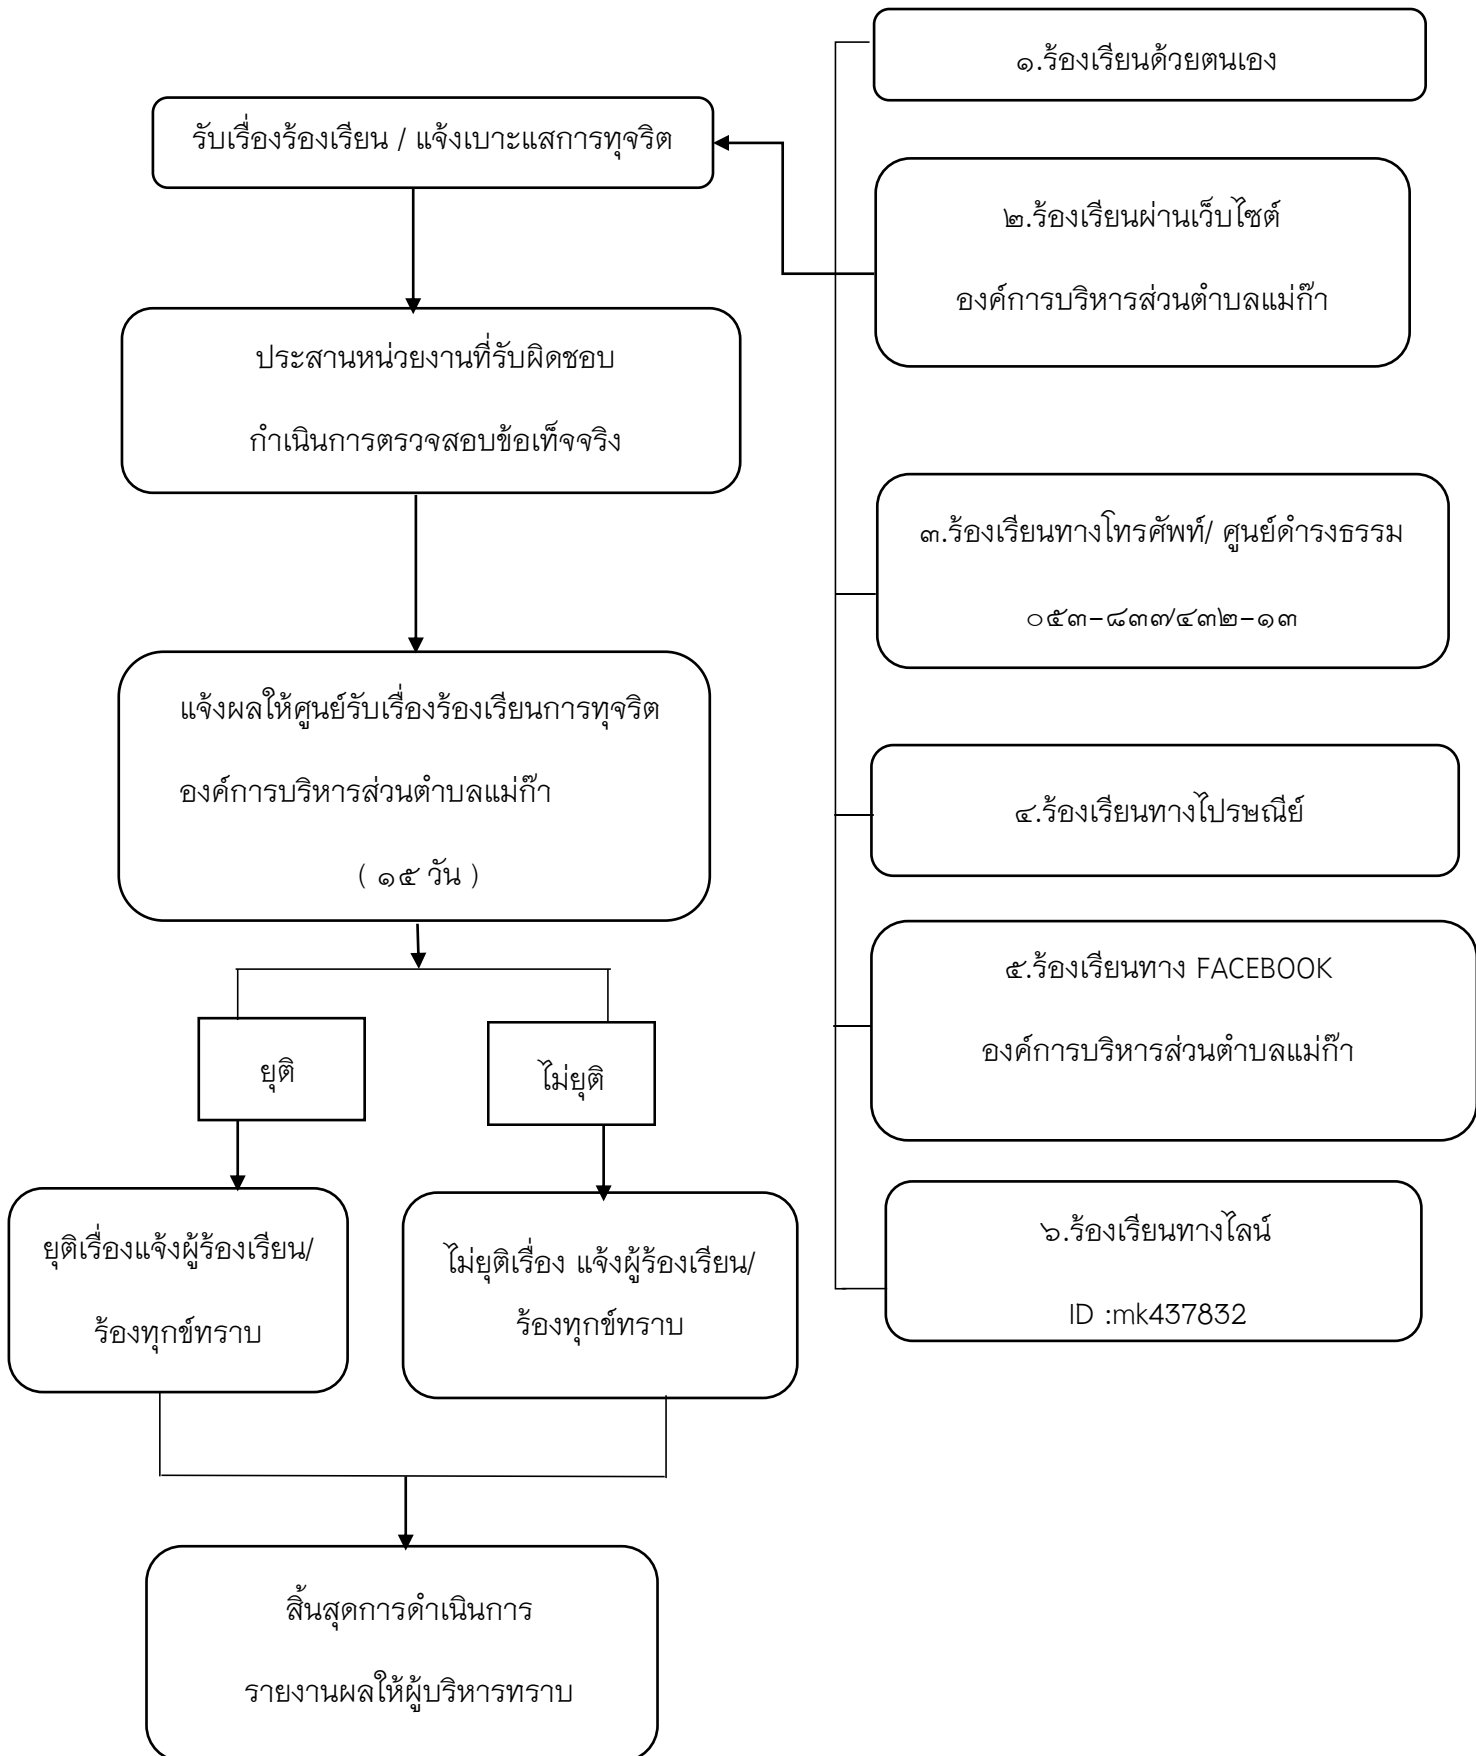 ๑.ร้องเรียนด้วยตนเอง
รับเรื่องร้องเรียน / แจ้งเบาะแสการทุจริต
๒.ร้องเรียนผ่านเว็บไซต์
องค์การบริหารส่วนตำบลแม่ก๊า
ประสานหน่วยงานที่รับผิดชอบ
กำเนินการตรวจสอบข้อเท็จจริง
๓.ร้องเรียนทางโทรศัพท์/ ศูนย์ดำรงธรรม
๐๕๓-๘๓๗/๔๓๒-๑๓
แจ้งผลให้ศูนย์รับเรื่องร้องเรียนการทุจริต
องค์การบริหารส่วนตำบลแม่ก๊า
( ๑๕ วัน )
๔.ร้องเรียนทางไปรษณีย์
๕.ร้องเรียนทาง FACEBOOK
องค์การบริหารส่วนตำบลแม่ก๊า
ยุติ
ไม่ยุติ
ยุติเรื่องแจ้งผู้ร้องเรียน/
ร้องทุกข์ทราบ
ไม่ยุติเรื่อง แจ้งผู้ร้องเรียน/
ร้องทุกข์ทราบ
๖.ร้องเรียนทางไลน์
ID :mk437832
สิ้นสุดการดำเนินการ
รายงานผลให้ผู้บริหารทราบ